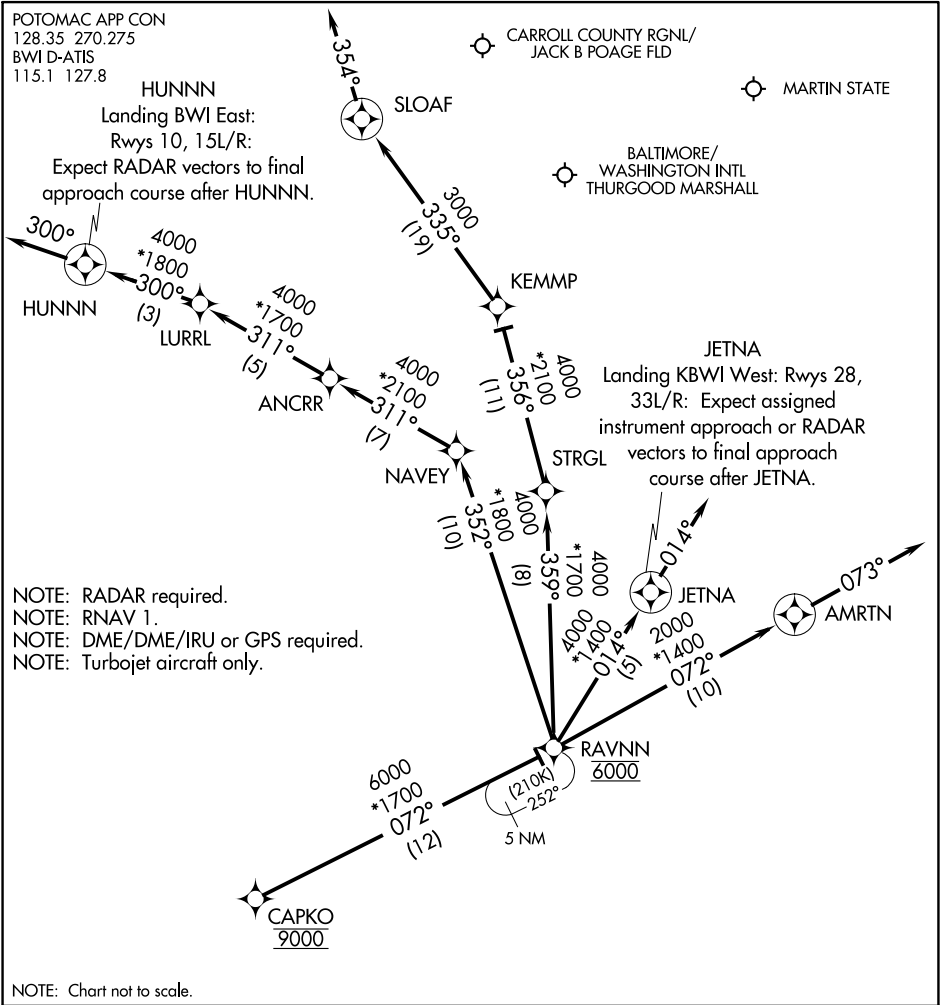 POTOMAC APP CON
128.35 270.275
BWI D-ATIS
115.1 127.8
HUNNN
Landing BWI East:
Rwys 10, 15L/R:
Expect RADAR vectors to final
approach course after HUNNN.
354°
SLOAF
CARROLL COUNTY RGNL/
JACK B POAGE FLD
MARTIN STATE
BALTIMORE/
WASHINGTON INTL
THURGOOD MARSHALL
3000
335°
(19)
KEMMP
300°
HUNNN
4000
*1800
300°
(3)
LURRL
4000
*1700
311°
(5)
ANCRR
4000
*2100
311°
(7)
NAVEY
4000
*2100
356°
(11)
STRGL
JETNA
Landing KBWI West: Rwys 28,
33L/R: Expect assigned
instrument approach or RADAR
vectors to final approach
course after JETNA.
4000
*1800
352°
(10)
4000
*1700
359°
(8)
014°
JETNA
4000
*1400
014°
(5)
073°
AMRTN
2000
*1400
072°
(10)
NOTE: RADAR required.
NOTE: RNAV 1.
NOTE: DME/DME/IRU or GPS required.
NOTE: Turbojet aircraft only.
RAVNN
6000
(210K)
252°
5 NM
6000
*1700
072°
(12)
CAPKO
9000
NOTE: Chart not to scale.